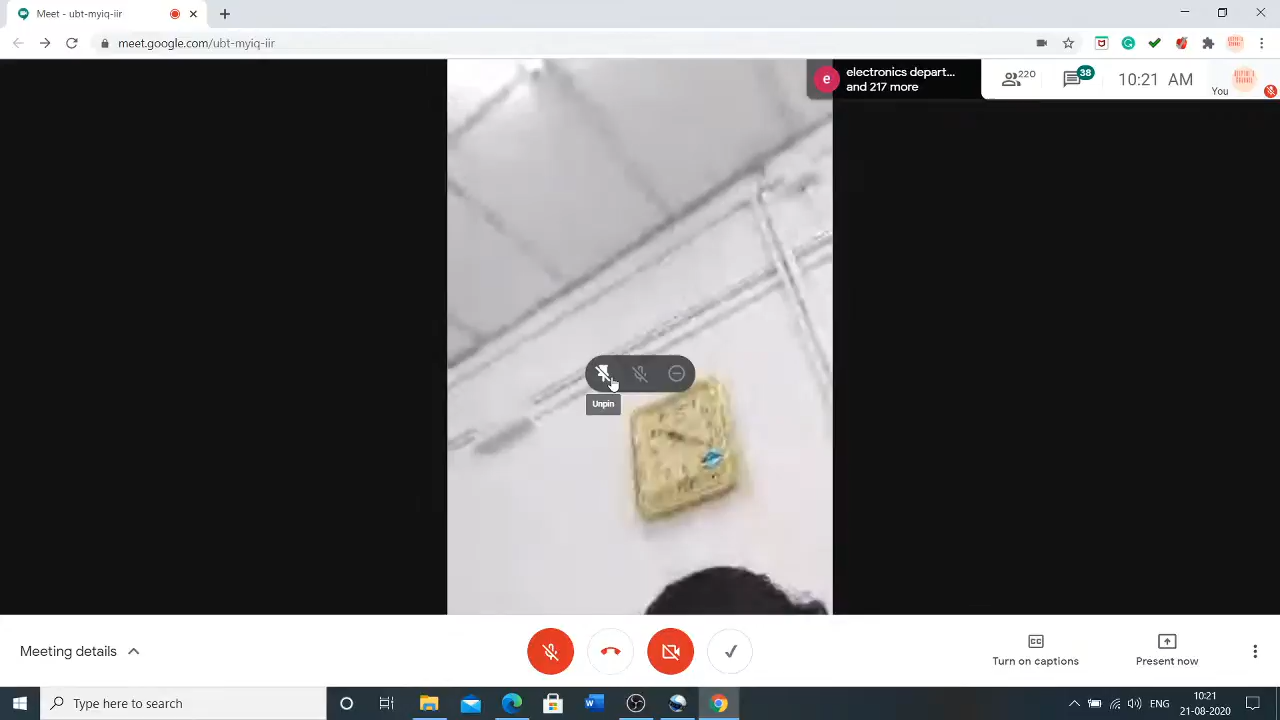 Meet - ubt-myiq-iir
meet.google.com/ubt-myiq-iir
e
electronics depart...
and 217 more
220
38
10:21 AM
You
Unpin
Meeting details
Turn on captions
Present now
Type here to search
ENG
10:21
21-08-2020